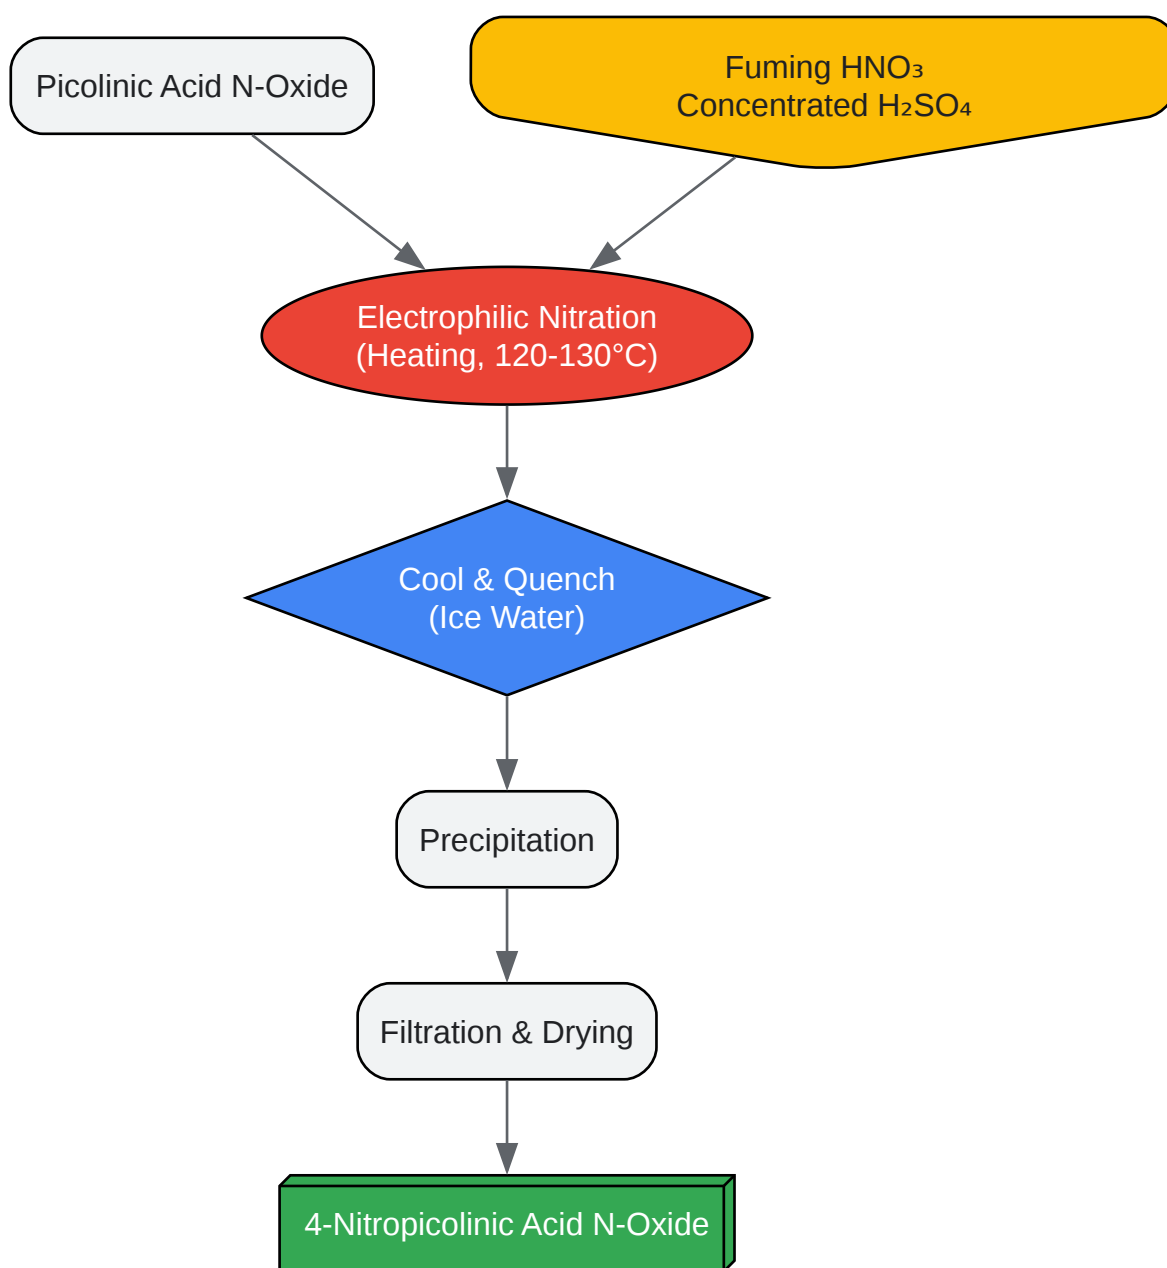 Picolinic Acid N-Oxide
Fuming HNO₃
Concentrated H₂SO₄
Electrophilic Nitration
(Heating, 120-130°C)
Cool & Quench
(Ice Water)
Precipitation
Filtration & Drying
4-Nitropicolinic Acid N-Oxide